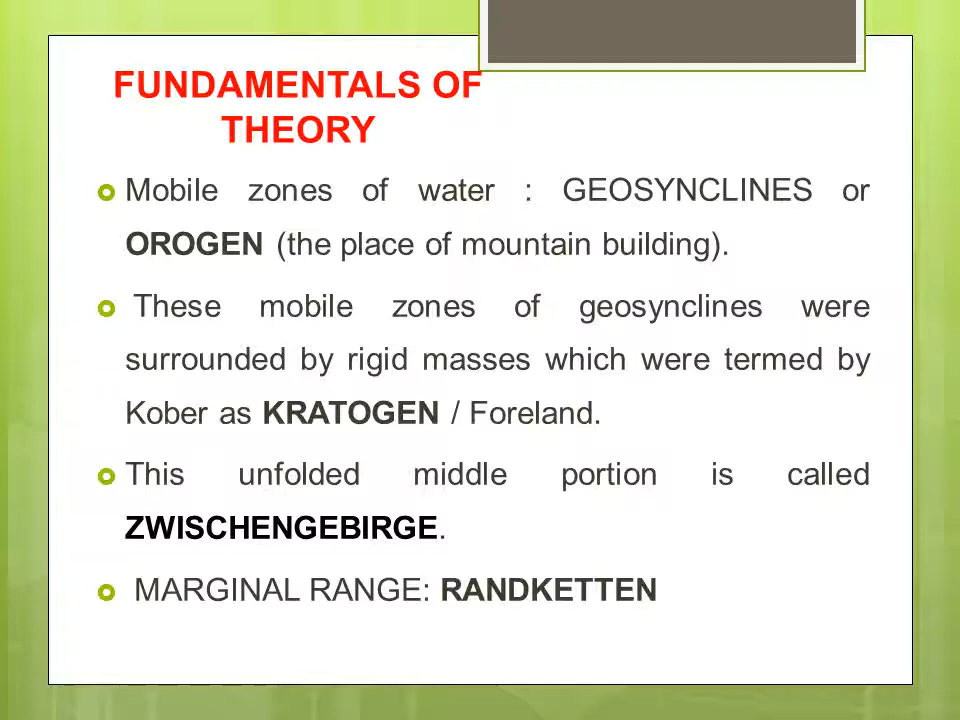 FUNDAMENTALS OF
THEORY
Mobile zones of water : GEOSYNCLINES or
OROGEN (the place of mountain building).
These mobile zones of geosynclines were
surrounded by rigid masses which were termed by
Kober as KRATOGEN / Foreland.
This unfolded middle portion is called
ZWISCHENGEBIRGE.
MARGINAL RANGE: RANDKETTEN